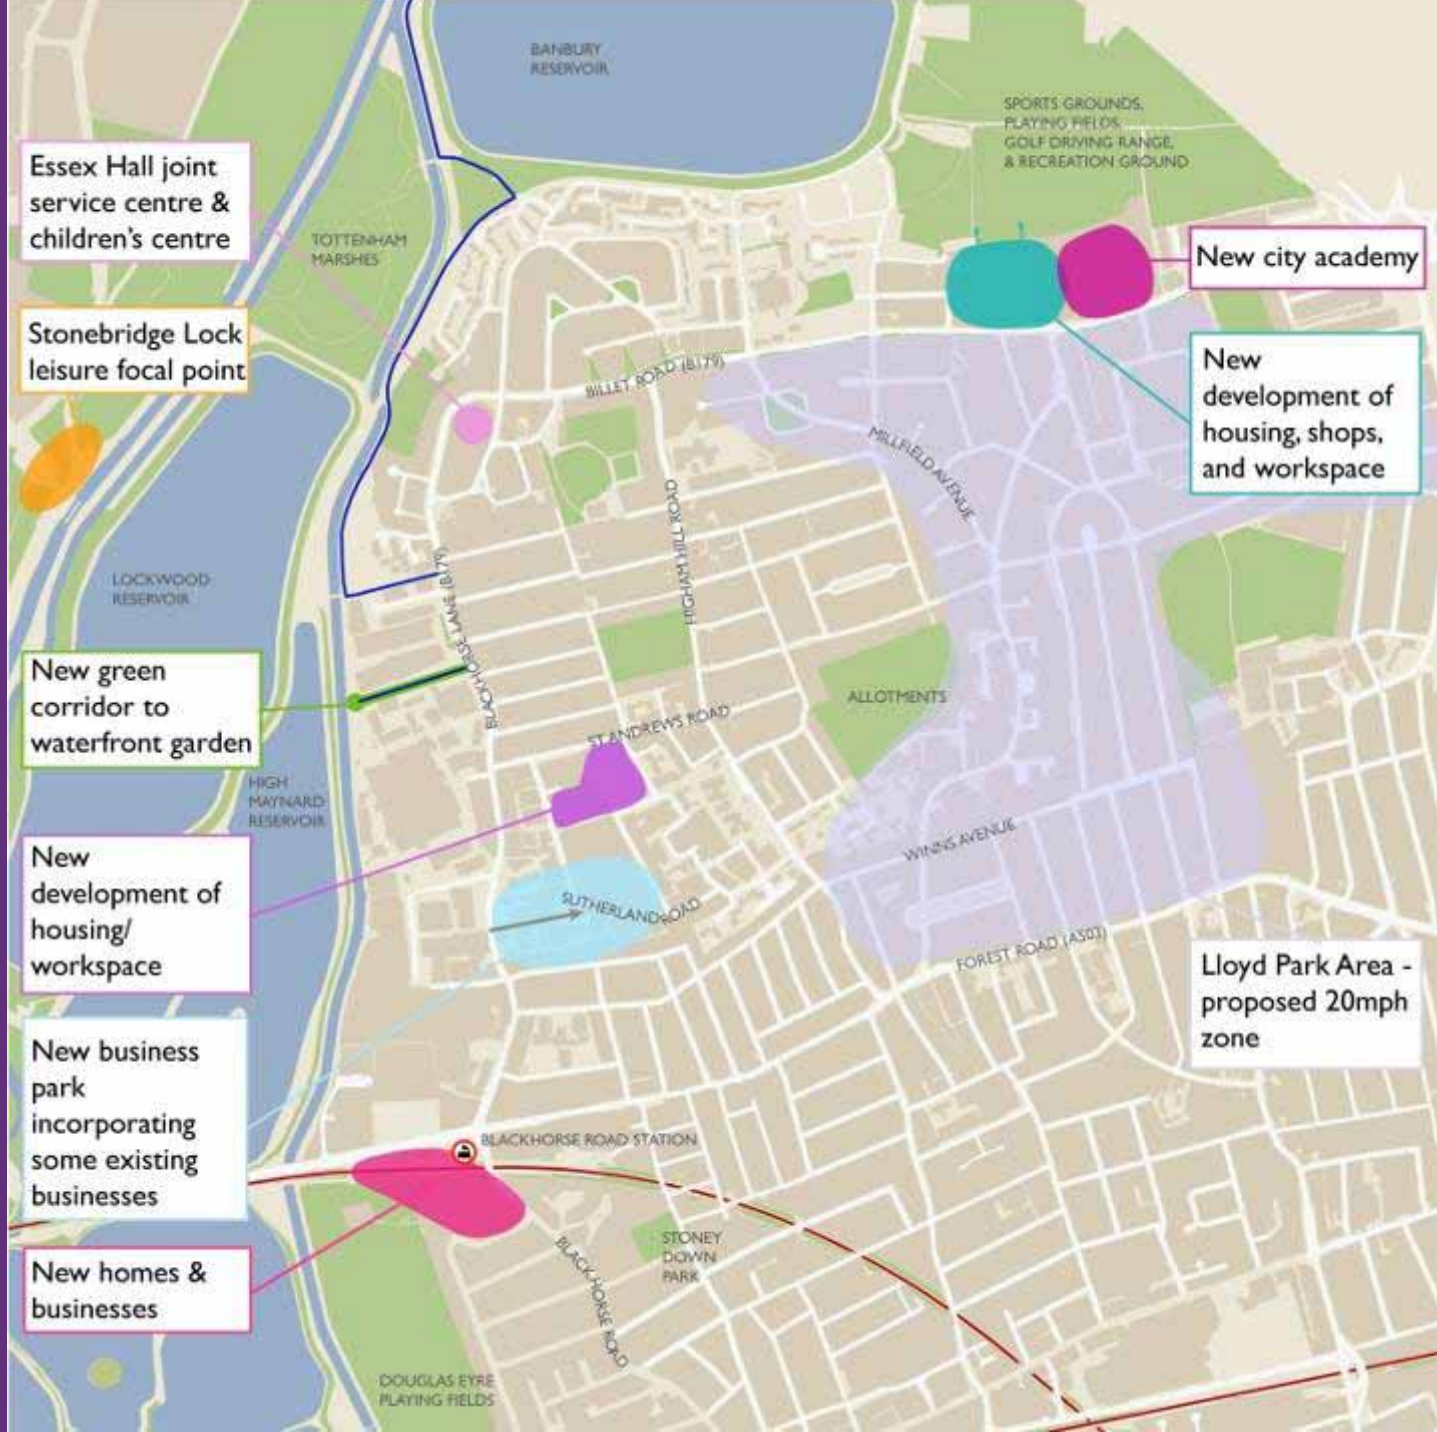 BANBURY
RESERVOIR
SPORTS GROUNDS,
PLAYING FIELDS,
GOLF DRIVING RANGE,
& RECREATION GROUND
Essex Hall joint
service centre &
children's centre
TOTTENHAM
MARSHES
New city academy
Stonebridge Lock
leisure focal point
New
development of
housing, shops,
and workspace
BILLET ROAD (B179)
MILLFIELD AVENUE
HIGHAM HILL ROAD
LOCKWOOD
RESERVOIR
BLACKHORSE LANE (B179)
New green
corridor to
waterfront garden
ALLOTMENTS
ST ANDREWS ROAD
HIGH
MAYNARD
RESERVOIR
New
development of
housing/
workspace
WINNS AVENUE
SUTHERLAND ROAD
FOREST ROAD (A503)
Lloyd Park Area -
proposed 20mph
zone
New business
park
incorporating
some existing
businesses
BLACKHORSE ROAD STATION
STONEY
DOWN
PARK
BLACKHORSE ROAD
New homes &
businesses
DOUGLAS EYRE
PLAYING FIELDS